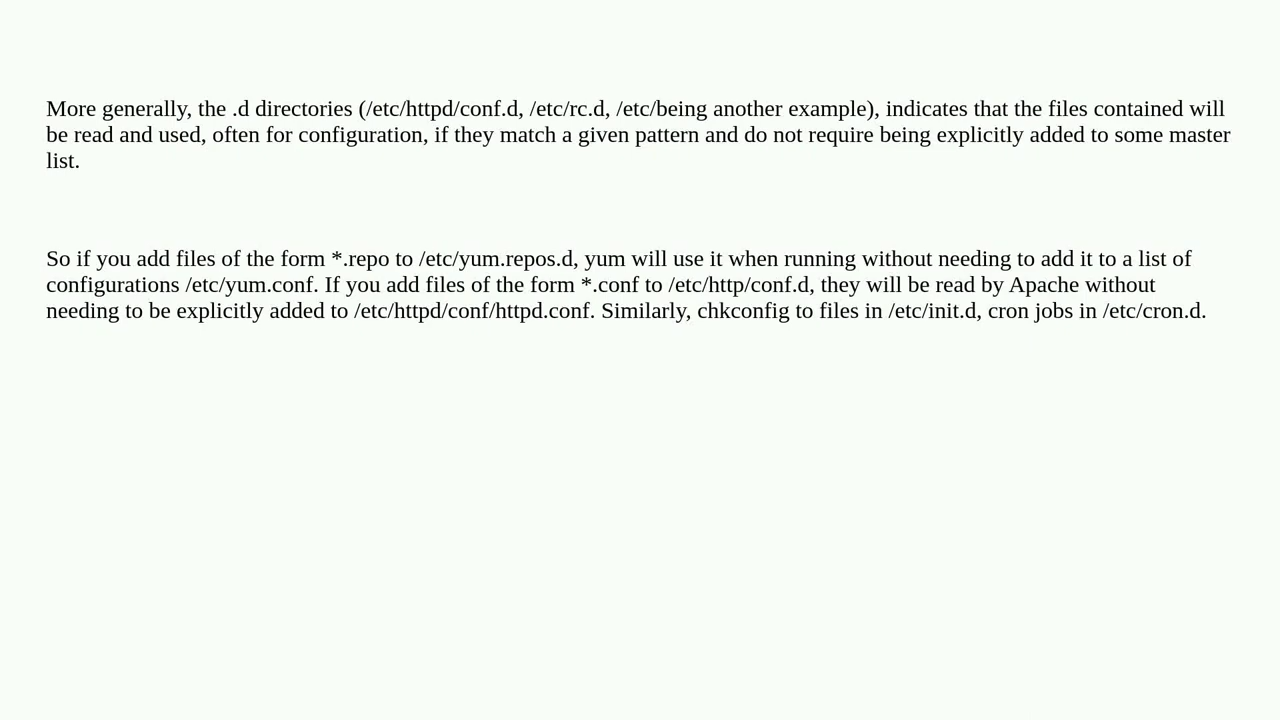 More generally, the .d directories (/etc/httpd/conf.d, /etc/rc.d, /etc/being another example), indicates that the files contained will
be read and used, often for configuration, if they match a given pattern and do not require being explicitly added to some master
list.
So if you add files of the form *.repo to /etc/yum.repos.d, yum will use it when running without needing to add it to a list of
configurations /etc/yum.conf. If you add files of the form *.conf to /etc/http/conf.d, they will be read by Apache without
needing to be explicitly added to /etc/httpd/conf/httpd.conf. Similarly, chkconfig to files in /etc/init.d, cron jobs in /etc/cron.d.